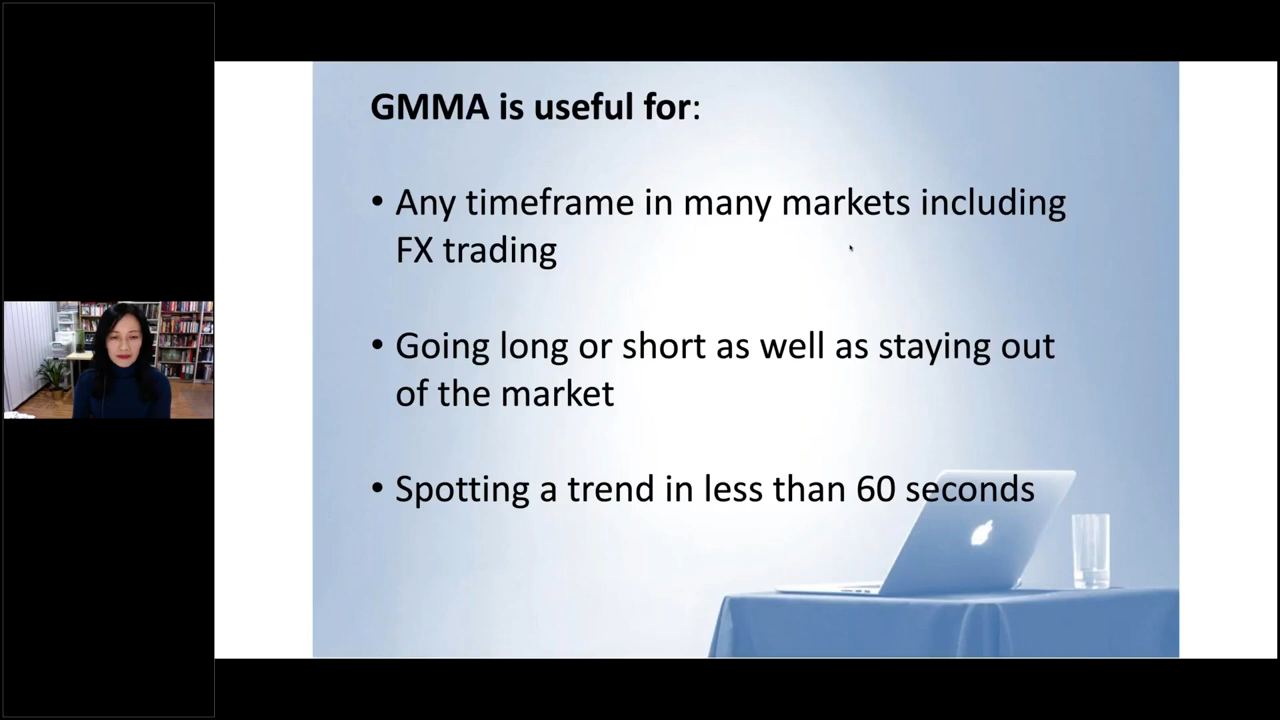 GMMA is useful for:
• Any timeframe in many markets including
FX trading
• Going long or short as well as staying out
of the market
• Spotting a trend in less than 60 seconds